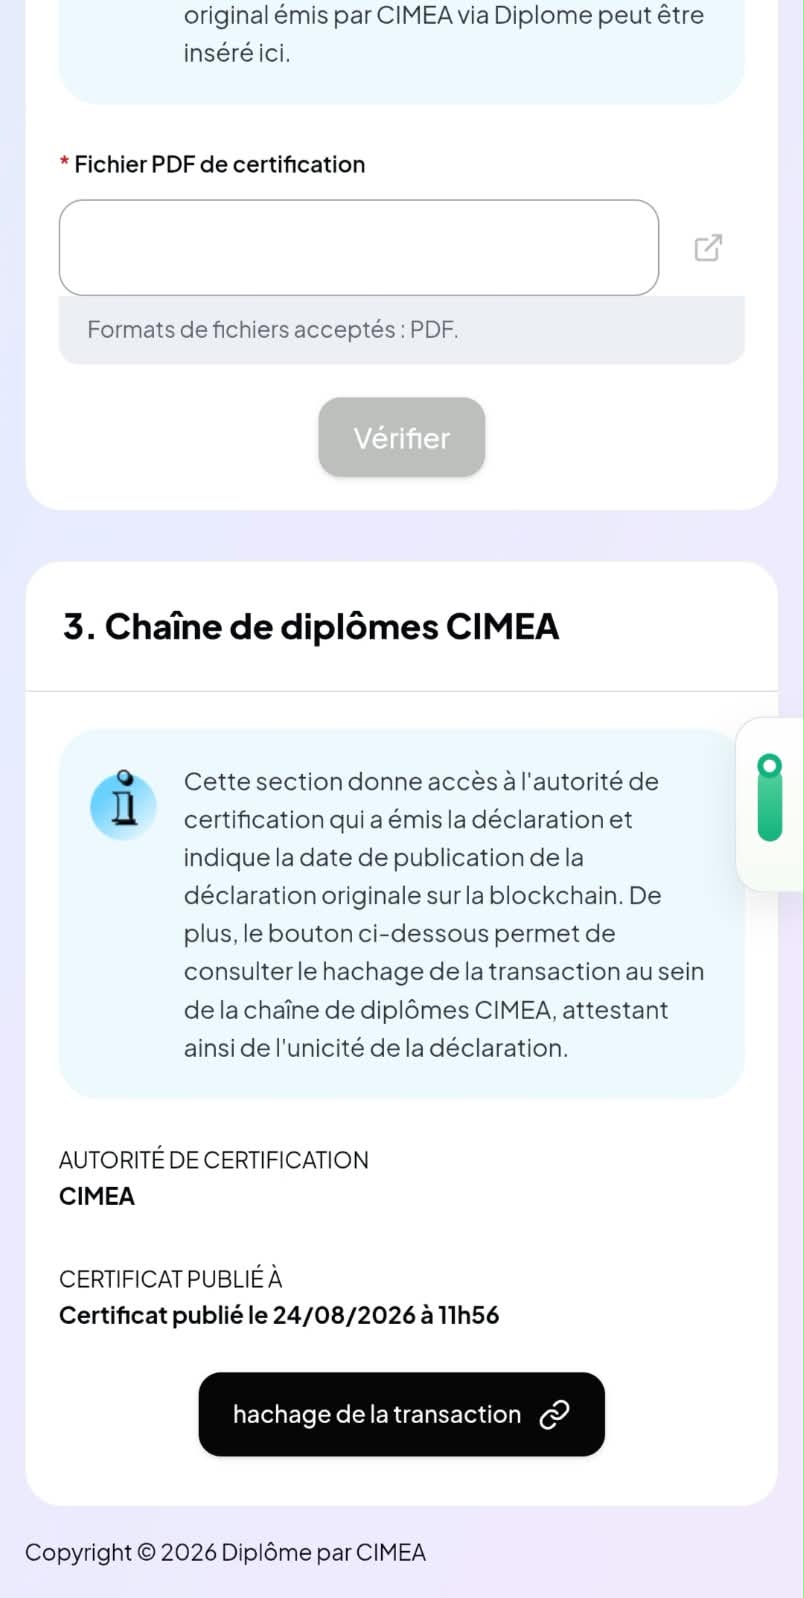 original émis par CIMEA via Diplome peut être
inséré ici.
* Fichier PDF de certification
Formats de fichiers acceptés : PDF.
Vérifier
3. Chaîne de diplômes CIMEA
Cette section donne accès à l'autorité de
certification qui a émis la déclaration et
indique la date de publication de la
déclaration originale sur la blockchain. De
plus, le bouton ci-dessous permet de
consulter le hachage de la transaction au sein
de la chaîne de diplômes CIMEA, attestant
ainsi de l'unicité de la déclaration.
AUTORITÉ DE CERTIFICATION
CIMEA
CERTIFICAT PUBLIÉ À
Certificat publié le 24/08/2026 à 11h56
hachage de la transaction
Copyright © 2026 Diplôme par CIMEA